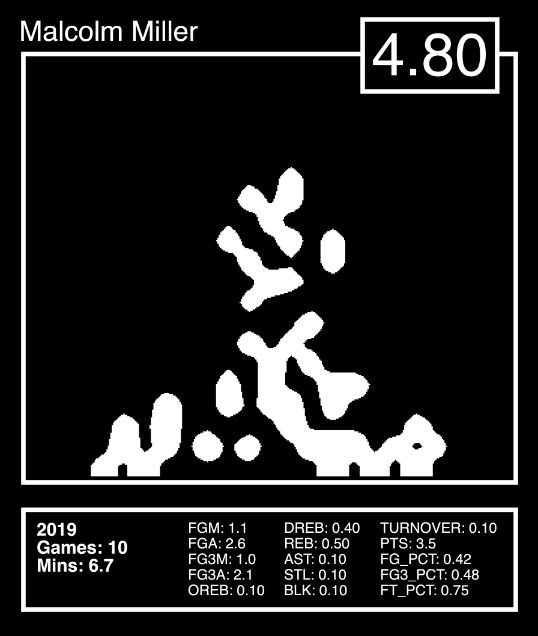 Malcolm Miller
4.80
2019
Games: 10
Mins: 6.7
FGM: 1.1
FGA: 2.6
FG3M: 1.0
FG3A: 2.1
OREB: 0.10
DREB: 0.40
REB: 0.50
AST: 0.10
STL: 0.10
BLK: 0.10
TURNOVER: 0.10
PTS: 3.5
FG_PCT: 0.42
FG3_PCT: 0.48
FT_PCT: 0.75